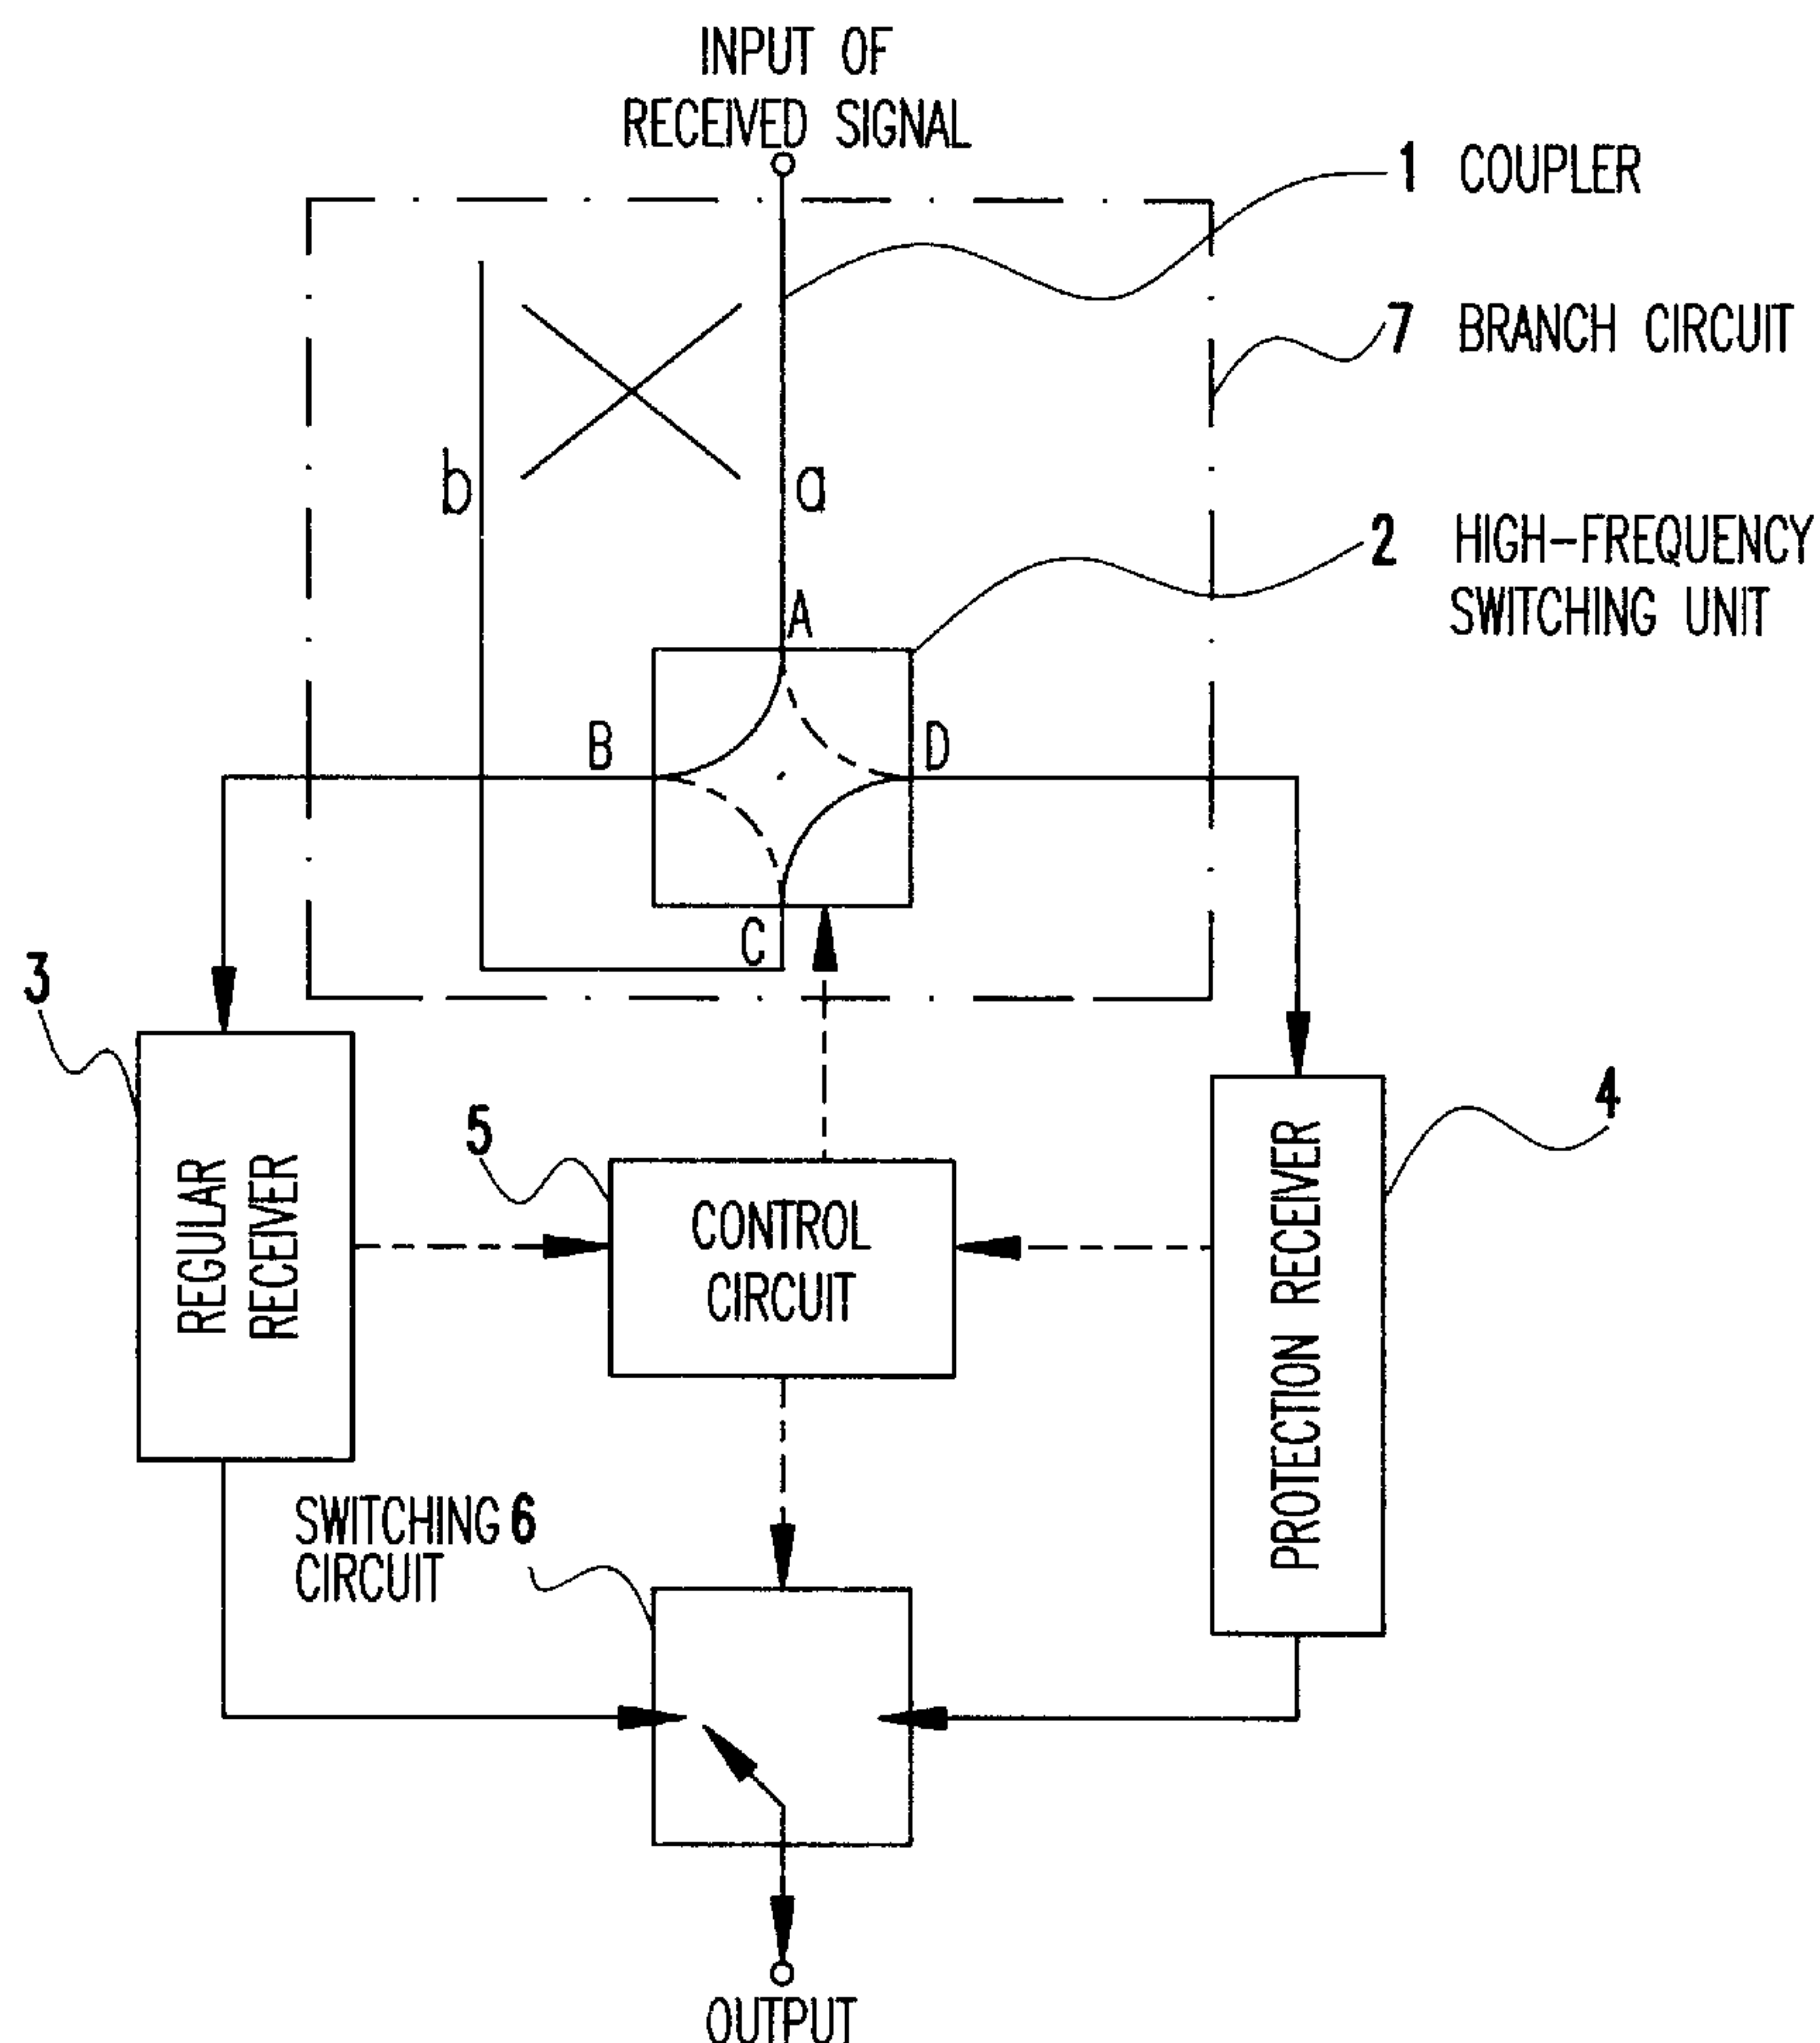 INPUT OF
RECEIVED SIGNAL
1 COUPLER
7 BRANCH CIRCUIT
b
a
2 HIGH-FREQUENCY
SWITCHING UNIT
A
B
D
C
3
4
5
REGULAR
RECEIVER
CONTROL
CIRCUIT
PROTECTION RECEIVER
SWITCHING 6
CIRCUIT
OUTPUT